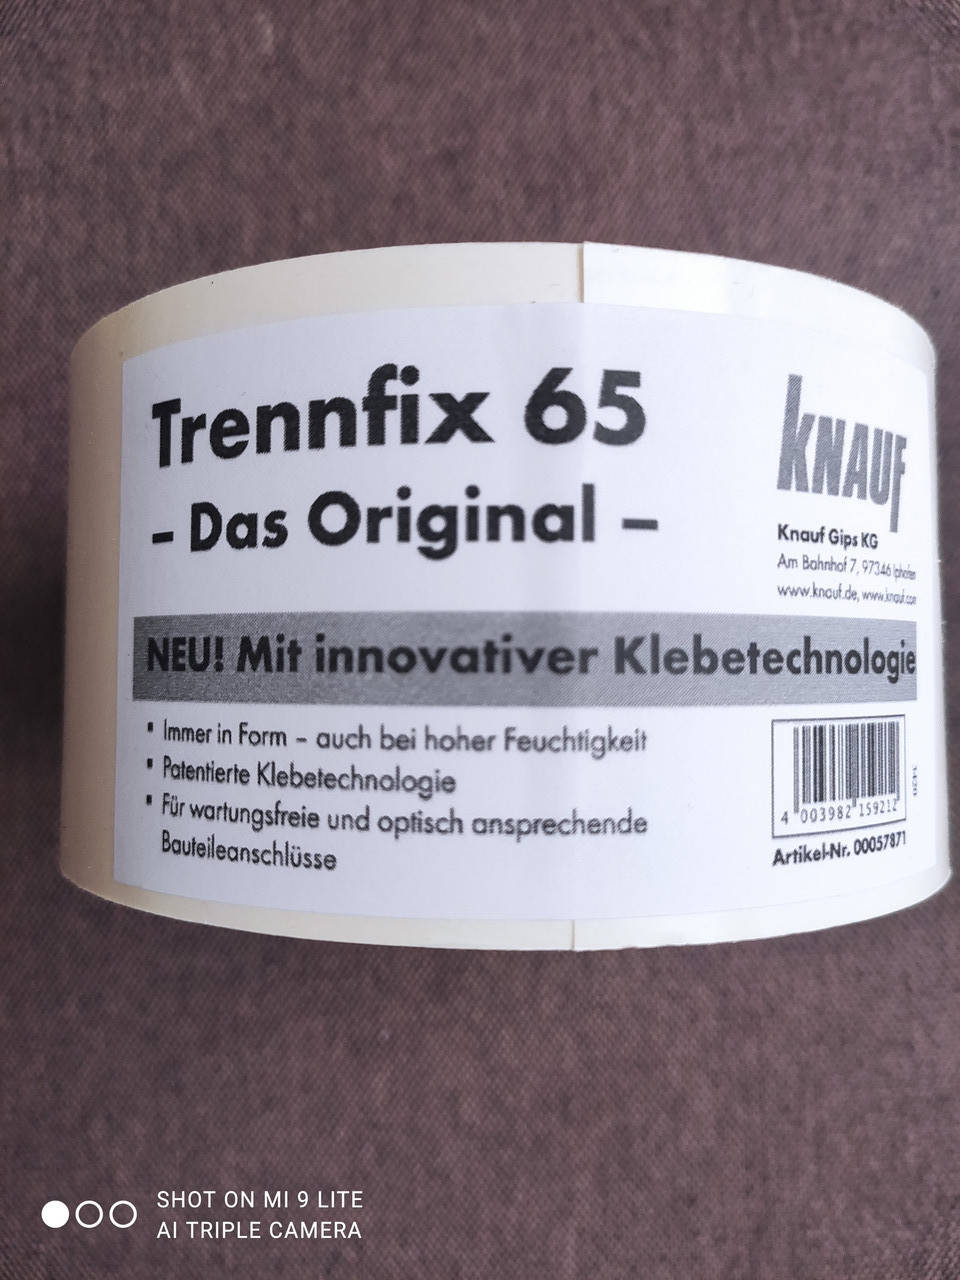 Trennfix 65
– Das Original –
KNAUF
Knauf Gips KG
Am Bahnhof 7, 97346 Iphofen
www.knauf.de, www.knauf.com
NEU! Mit innovativer Klebetechnologie
▪ Immer in Form – auch bei hoher Feuchtigkeit
▪ Patentierte Klebetechnologie
▪ Für wartungsfreie und optisch ansprechende
Bauteileanschlüsse
4 003982 159212
Artikel-Nr. 00057871
SHOT ON MI 9 LITE
AI TRIPLE CAMERA